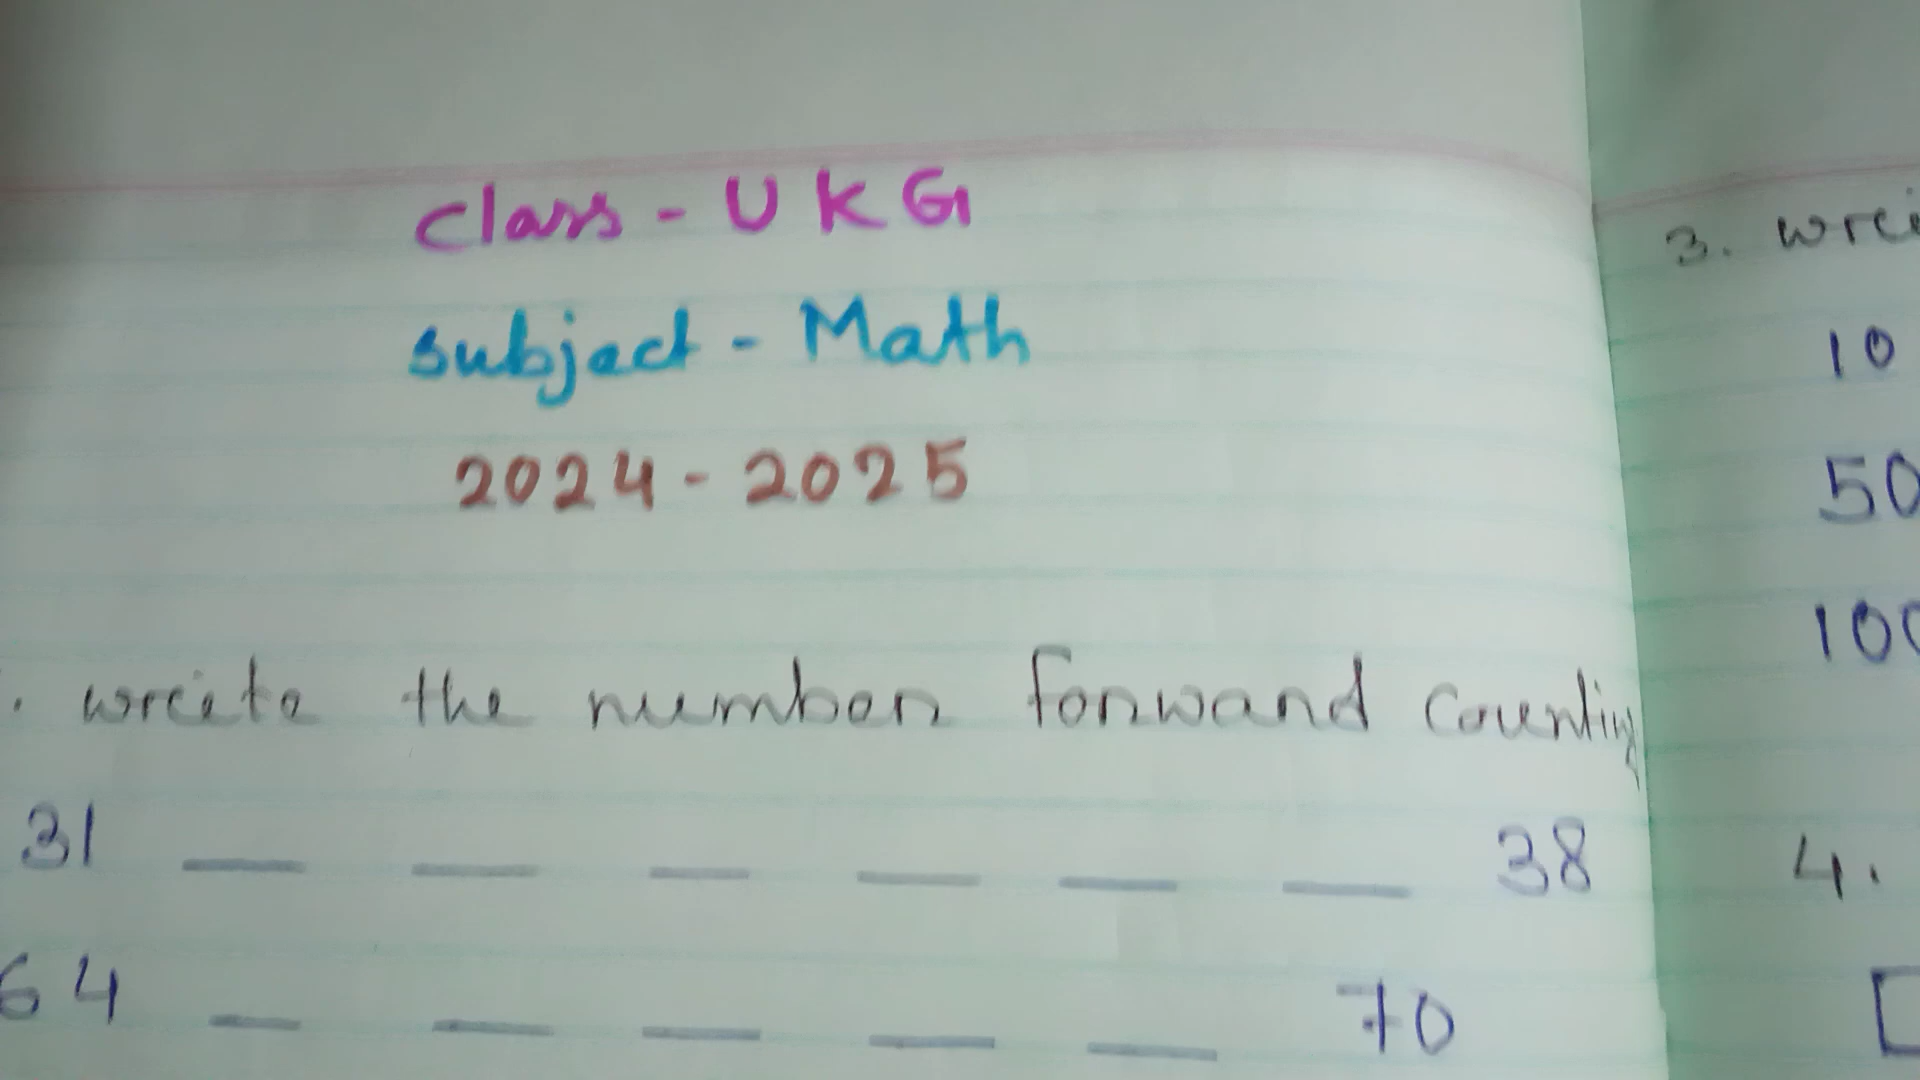 Class - UKG
Subject - Math
2024 - 2025
. write the number forward counting
31 __ __ __ __ __ __ 38
64 __ __ __ __ __ 70
3.
10
50
100
4.